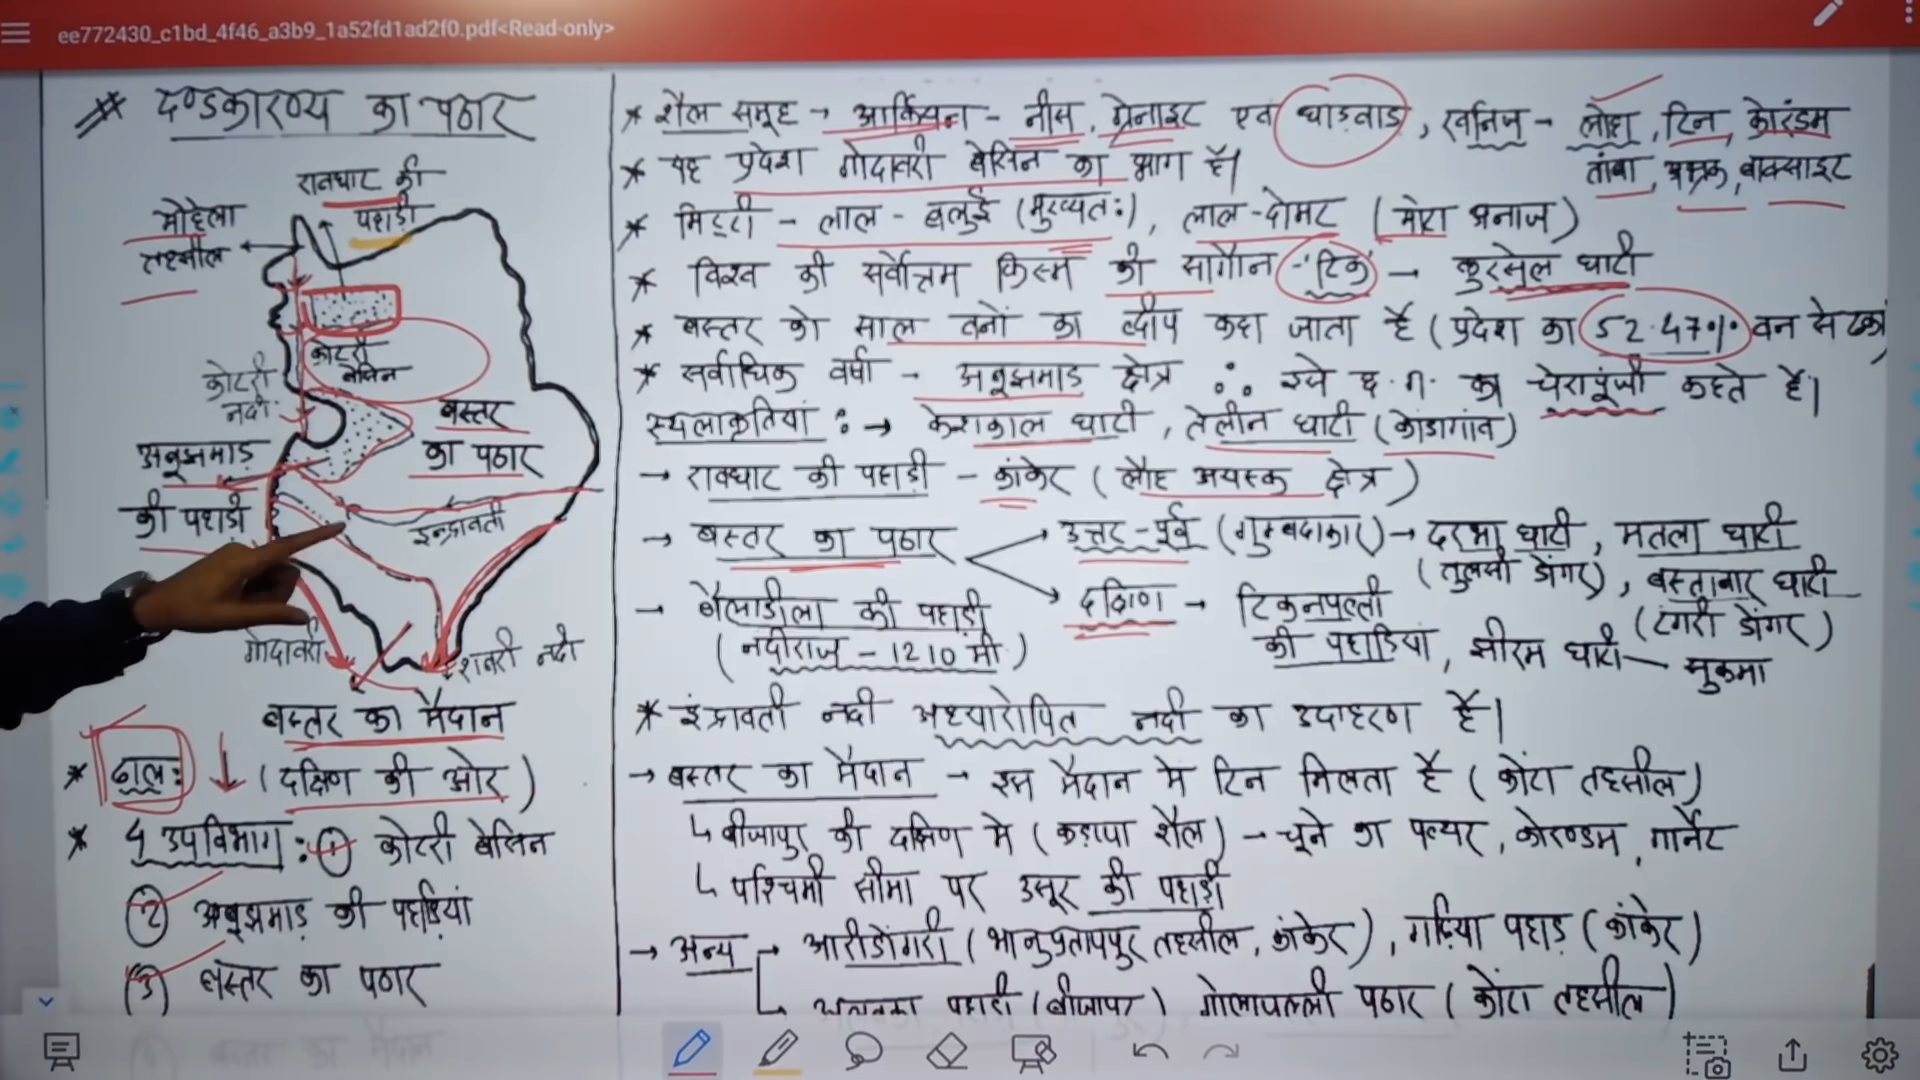 ee772430_c1bd_4f46_a3b9_1a52fd1ad2f0.pdf<Read-only>
दण्डकारण्य का पठार
रावघाट की
पहाड़ी
मोहेला
तहसील
कोटरी
बेसिन
कोटरी
नदी
बस्तर
का पठार
अबूझमाड़
की पहाड़ी
इन्द्रावती
गोदावरी
शबरी नदी
बस्तर का मैदान
* ढाल : ↓ (दक्षिण की ओर)
* 4 उपविभाग : ① कोटरी बेसिन
② अबूझमाड़ की पहाड़ियां
(3) बस्तर का पठार
* शैल समूह → आर्कियन - नीस, ग्रेनाइट एवं धाड़वाड़, खनिज - लोहा, टिन, कोरंडम
तांबा, अभ्रक, बाक्साइट
* यह प्रदेश गोदावरी बेसिन का भाग है।
* मिट्टी - लाल - बलुई (मुख्यतः), लाल-दोमट (मोटा अनाज)
* विश्व की सर्वोत्तम किस्म की सागौन - 'टिक' → कुरसेल घाटी
* बस्तर को साल वनों का द्वीप कहा जाता है (प्रदेश का 52.47% वन से ढका
* सर्वाधिक वर्षा - अबूझमाड़ क्षेत्र ∴ इसे छ.ग. का चेरापूंजी कहते हैं।
स्थलाकृतियां : → केशकाल घाटी, तेलीन घाटी (कोंडागांव)
→ रावघाट की पहाड़ी - कांकेर (लौह अयस्क क्षेत्र)
→ बस्तर का पठार → उत्तर-पूर्व (गुम्बदाकार) → दरभा घाटी, मतला घाटी
(तुलसी डोंगर), बस्तानार घाटी
(टंगरी डोंगर)
→ दक्षिण → टिकनपल्ली
की पहाड़ियां, झीरम घाटी — सुकमा
→ बैलाडीला की पहाड़ी
(नदीराज - 1210 मी)
* इंद्रावती नदी अध्यारोपित नदी का उदाहरण है।
→ बस्तर का मैदान → इस मैदान में टिन मिलता है (कोंटा तहसील)
↳ बीजापुर की दक्षिण में (कड़ापा शैल) → चूने का पत्थर, कोरण्डम, गार्नेट
↳ पश्चिमी सीमा पर उसूर की पहाड़ी
→ अन्य → आरीडोंगरी (भानुप्रतापपुर तहसील, कांकेर), गढ़िया पहाड़ (कांकेर)
पहाड़ी (बीजापुर) गोलापल्ली पठार (कोंटा तहसील)